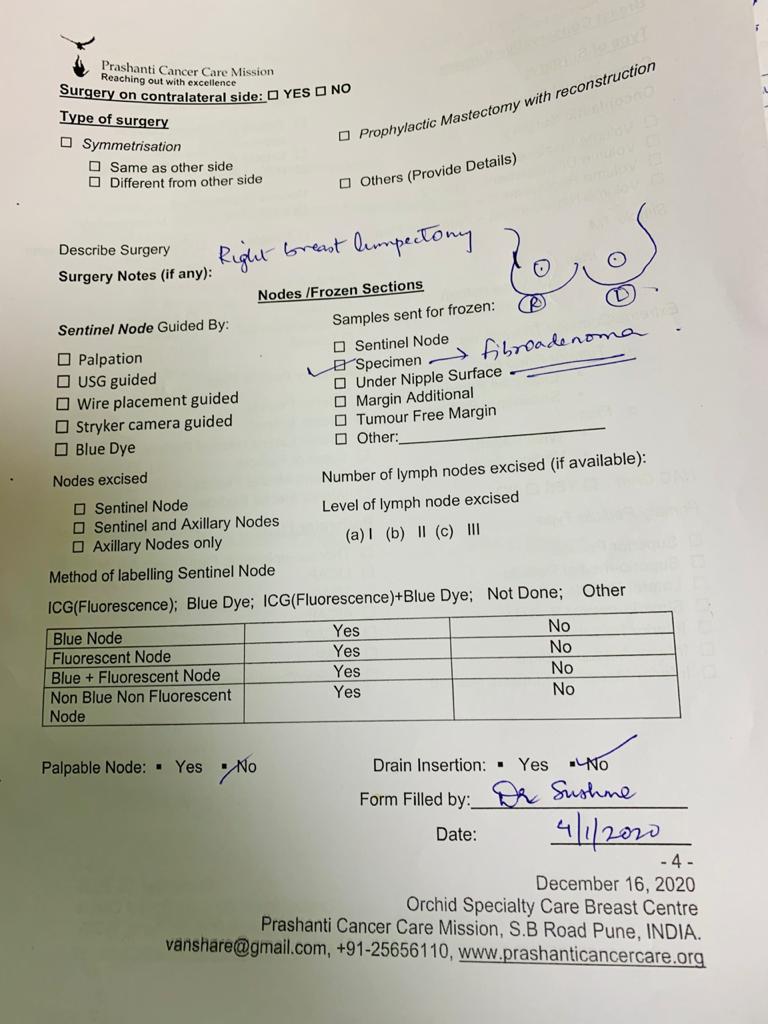 Prashanti Cancer Care Mission
Reaching out with excellence
Surgery on contralateral side: ☐ YES ☐ NO
Type of surgery
☐ Symmetrisation
☐ Prophylactic Mastectomy with reconstruction
☐ Same as other side
☐ Different from other side
☐ Others (Provide Details)
Describe Surgery Right breast lumpectomy
Surgery Notes (if any):
R L
Nodes /Frozen Sections
Sentinel Node Guided By:
☐ Palpation
☐ USG guided
☐ Wire placement guided
☐ Stryker camera guided
☐ Blue Dye
Samples sent for frozen:
☐ Sentinel Node
☑ Specimen → fibroadenoma
☐ Under Nipple Surface
☐ Margin Additional
☐ Tumour Free Margin
☐ Other:
Nodes excised
☐ Sentinel Node
☐ Sentinel and Axillary Nodes
☐ Axillary Nodes only
Number of lymph nodes excised (if available):
Level of lymph node excised
(a) I (b) II (c) III
Method of labelling Sentinel Node
ICG(Fluorescence); Blue Dye; ICG(Fluorescence)+Blue Dye; Not Done; Other
Blue Node Yes No
Fluorescent Node Yes No
Blue + Fluorescent Node Yes No
Non Blue Non Fluorescent Yes No
Node
Palpable Node: ▪ Yes ▪ No
Drain Insertion: ▪ Yes ▪ No
Form Filled by: Dr Sushme
Date: 4/1/2020
- 4 -
December 16, 2020
Orchid Specialty Care Breast Centre
Prashanti Cancer Care Mission, S.B Road Pune, INDIA.
vanshare@gmail.com, +91-25656110, www.prashanticancercare.org